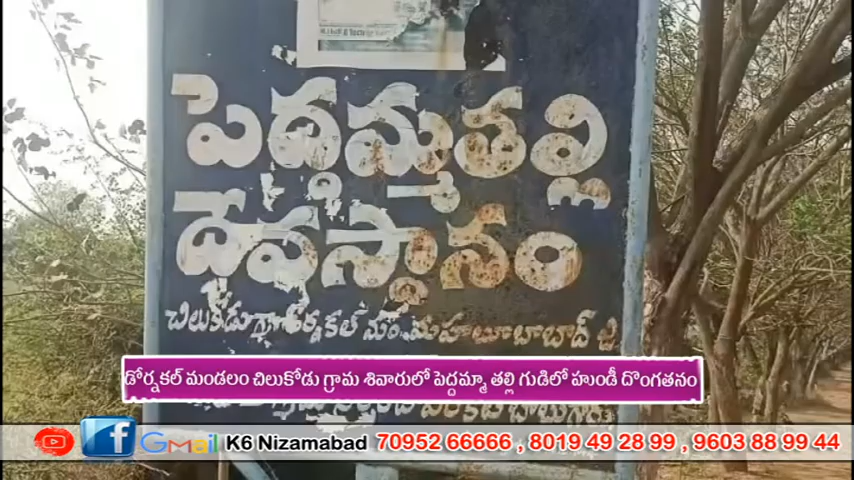 పెద్దమ్మతల్లి
దేవస్థానం
చిలుకోడు గ్రా డోర్నకల్ మం. మహబూబాబాద్ జి
డోర్నకల్ మండలం చిలుకోడు గ్రామ శివారులో పెద్దమ్మా తల్లి గుడిలో హుండీ దొంగతనం
Gmail K6 Nizamabad 70952 66666 , 8019 49 28 99 , 9603 88 99 44